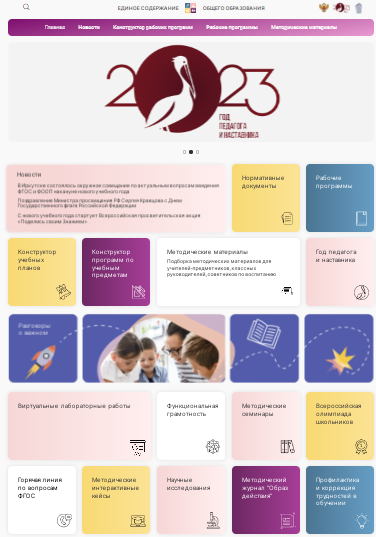 ЕДИНОЕ СОДЕРЖАНИЕ ОБЩЕГО ОБРАЗОВАНИЯ
Главная Новости Конструктор рабочих программ Рабочие программы Методические материалы
2023
ГОД
ПЕДАГОГА
И НАСТАВНИКА
Новости
В Иркутске состоялось окружное совещание по актуальным вопросам введения
ФГОС и ФООП накануне нового учебного года
Поздравление Министра просвещения РФ Сергея Кравцова с Днем
Государственного флага Российской Федерации
С нового учебного года стартует Всероссийская просветительская акция
«Поделись своим Знанием»
Нормативные
документы
Рабочие
программы
Конструктор
учебных
планов
Конструктор
программ по
учебным
предметам
Методические материалы
Подборка методических материалов для
учителей-предметников, классных
руководителей, советников по воспитанию
Год педагога
и наставника
Разговоры
о важном
Виртуальные лабораторные работы
Функциональная
грамотность
Методические
семинары
Всероссийская
олимпиада
школьников
Горячая линия
по вопросам
ФГОС
Методические
интерактивные
кейсы
Научные
исследования
Методический
журнал "Образ
действия"
Профилактика
и коррекция
трудностей в
обучении